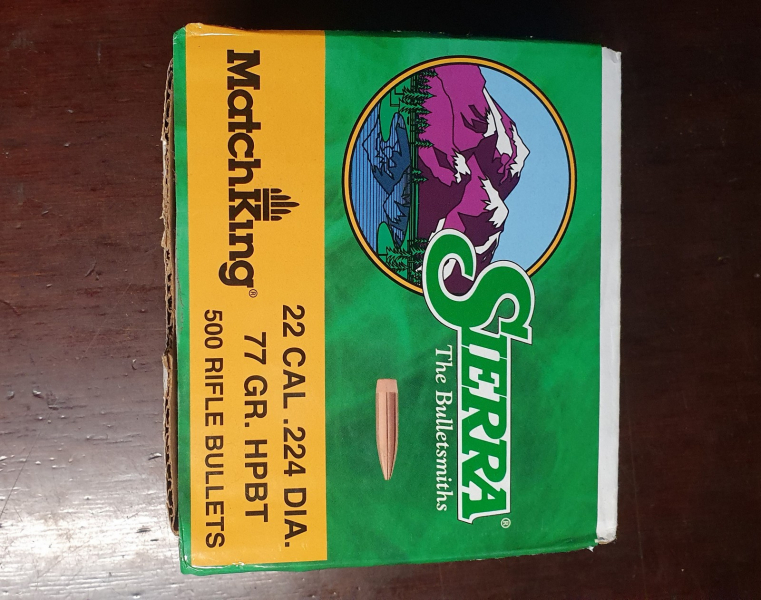 SIERRA®
The Bulletsmiths
MatchKing®
22 CAL .224 DIA.
77 GR. HPBT
500 RIFLE BULLETS